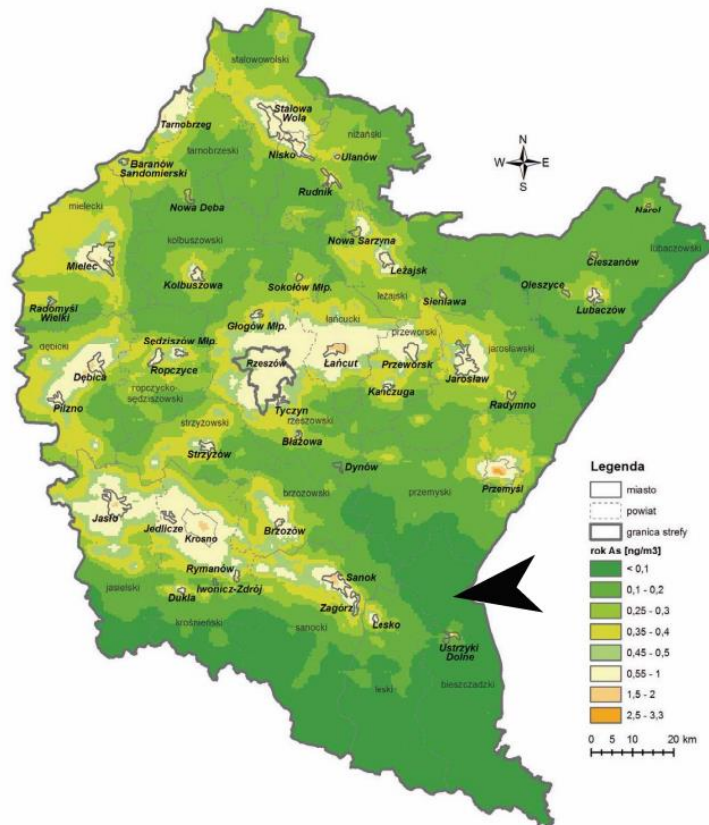 stalowowolski
Stalowa
Wola
Tarnobrzeg
niżański
N
W E
S
tarnobrzeski
Nisko
Ulanów
Baranów
Sandomierski
Rudnik
mielecki
Nowa Dęba
Narol
lubaczowski
kolbuszowski
Nowa Sarzyna
Cieszanów
Mielec
Leżajsk
Kolbuszowa
Sokołów Młp.
Oleszyce
leżajski
Sieniawa
Lubaczów
Radomyśl
Wielki
Głogów Młp.
łańcucki
przeworski
dębicki
Sędziszów Młp.
jarosławski
Ropczyce
Rzeszów
Łańcut
Przeworsk
Dębica
Jarosław
ropczycko-
sędziszowski
Kańczuga
Pilzno
Tyczyn
Radymno
strzyżowski
rzeszowski
Błażowa
Strzyżów
Dynów
Przemyśl
brzozowski
przemyski
Jasło
Jedlicze
Krosno
Brzozów
Rymanów
Sanok
jasielski
Iwonicz-Zdrój
Dukla
Zagórz
Lesko
krośnieński
sanocki
Ustrzyki
Dolne
leski
bieszczadzki
Legenda
miasto
powiat
granica strefy
rok As [ng/m3]
< 0,1
0,1 - 0,2
0,25 - 0,3
0,35 - 0,4
0,45 - 0,5
0,55 - 1
1,5 - 2
2,5 - 3,3
0 5 10 20 km